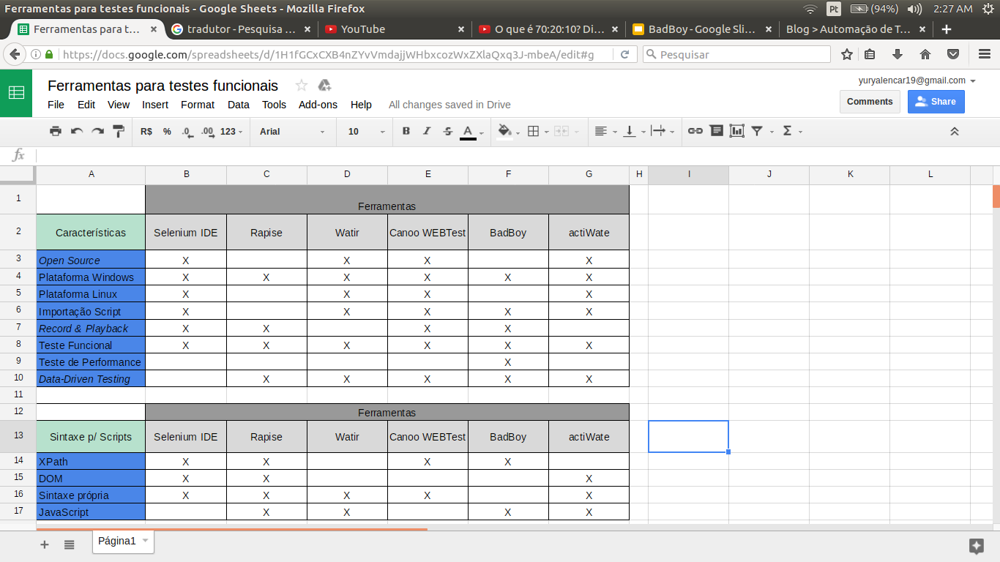 Ferramentas para testes funcionais - Google Sheets - Mozilla Firefox Pt (94%) 2:27 AM
Ferramentas para t… tradutor - Pesquisa … YouTube O que é 70:20:10? Di… BadBoy - Google Sli… Blog > Automação de T…
https://docs.google.com/spreadsheets/d/1H1fGCxCXB4nZYvVmdajjWHbxcozWxZXlaQxq3J-mbeA/edit#g Pesquisar
Ferramentas para testes funcionais yuryalencar19@gmail.com
File Edit View Insert Format Data Tools Add-ons Help All changes saved in Drive Comments Share
R$ % .0 .00 123 Arial 10 B I S A Σ
fx
A B C D E F G H I J K L
1 Ferramentas
2 Características Selenium IDE Rapise Watir Canoo WEBTest BadBoy actiWate
3 Open Source X X X X
4 Plataforma Windows X X X X X X
5 Plataforma Linux X X X X
6 Importação Script X X X X X
7 Record & Playback X X X X
8 Teste Funcional X X X X X X
9 Teste de Performance X
10 Data-Driven Testing X X X X X
11
12 Ferramentas
13 Sintaxe p/ Scripts Selenium IDE Rapise Watir Canoo WEBTest BadBoy actiWate
14 XPath X X X X
15 DOM X X X
16 Sintaxe própria X X X X X
17 JavaScript X X X X
+ Página1